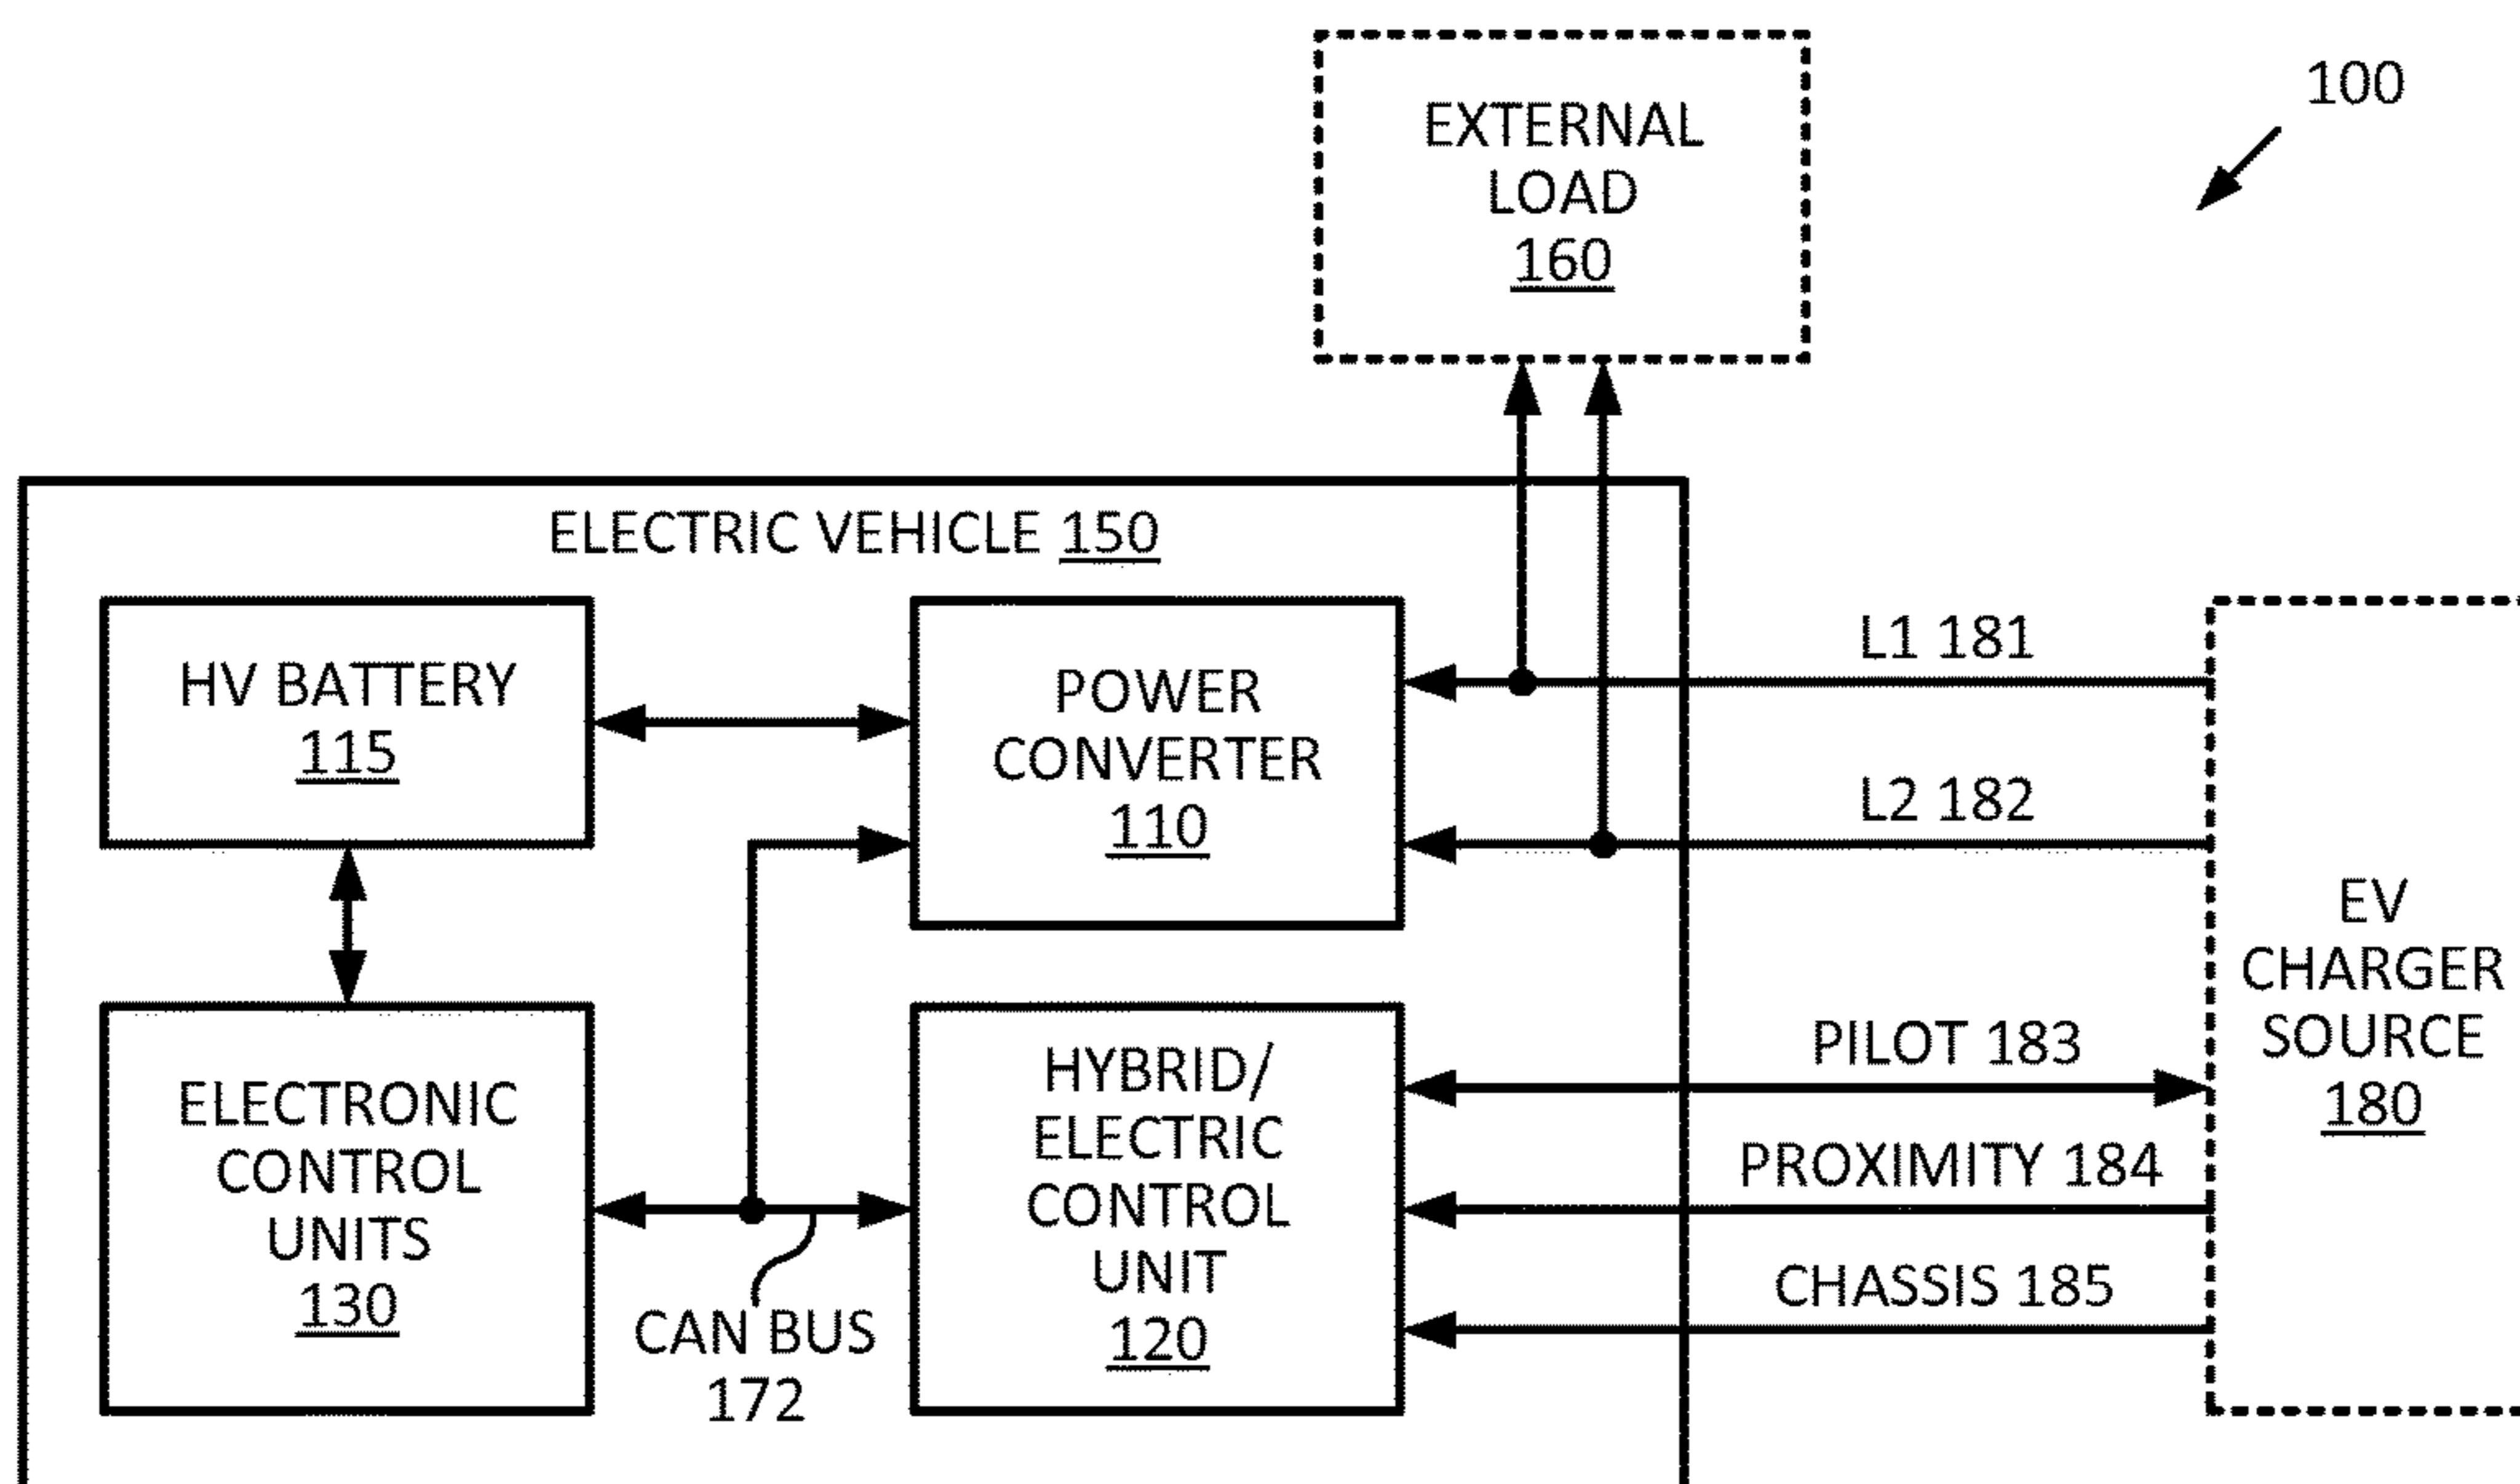 100
EXTERNAL
LOAD
160
ELECTRIC VEHICLE 150
HV BATTERY
115
POWER
CONVERTER
110
L1 181
L2 182
EV
CHARGER
SOURCE
180
ELECTRONIC
CONTROL
UNITS
130
CAN BUS
172
HYBRID/
ELECTRIC
CONTROL
UNIT
120
PILOT 183
PROXIMITY 184
CHASSIS 185